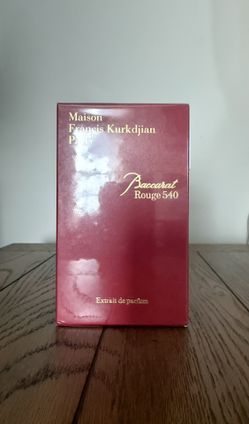 Maison
Francis Kurkdjian
Paris
Baccarat
Rouge 540
Extrait de parfum